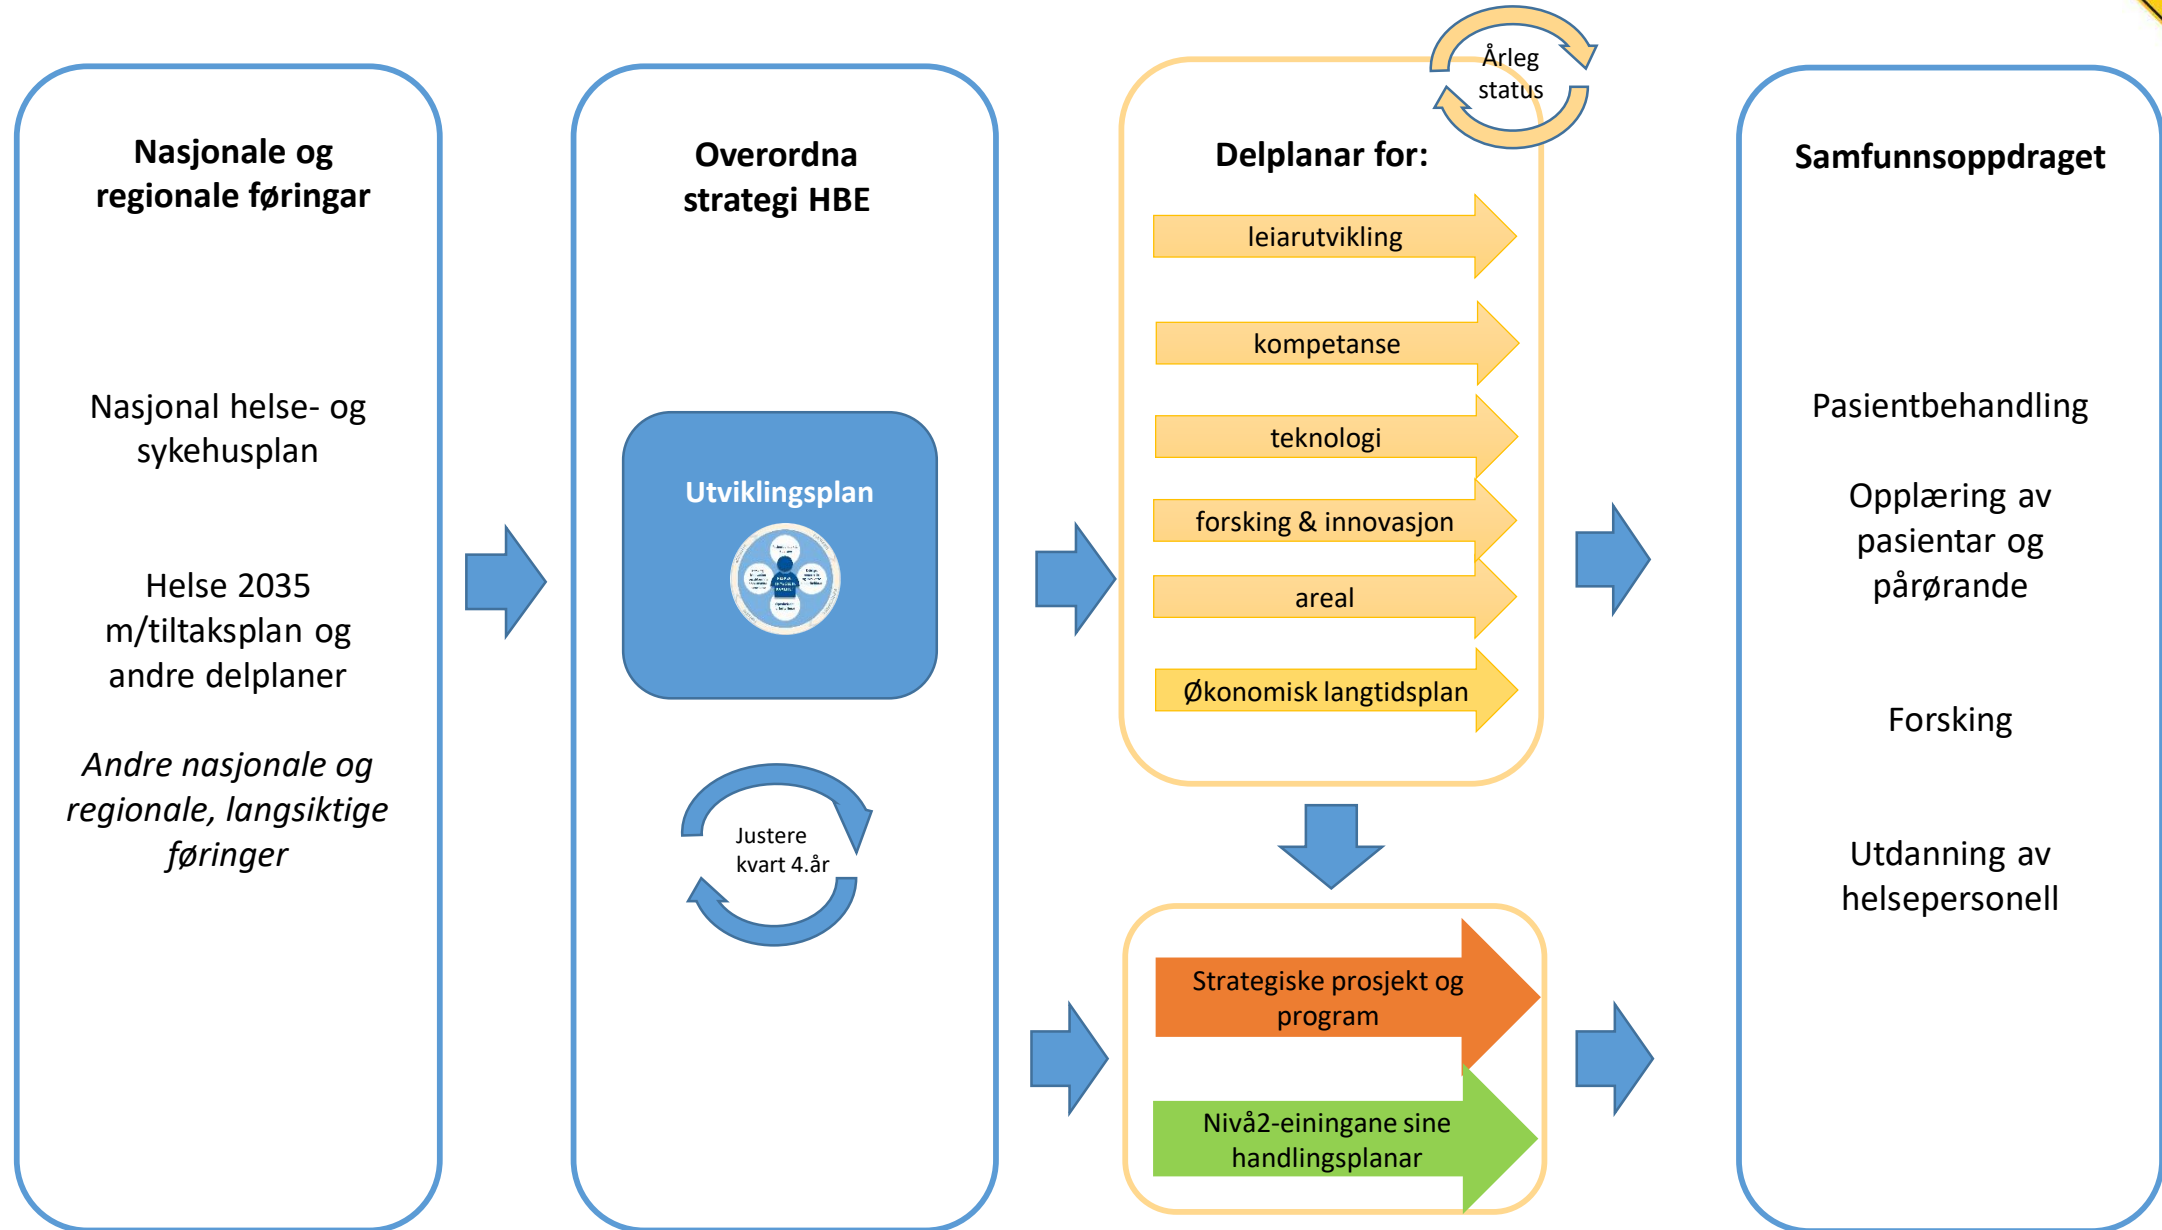 Nasjonale og
regionale føringar
Nasjonal helse- og
sykehusplan
Helse 2035
m/tiltaksplan og
andre delplaner
Andre nasjonale og
regionale, langsiktige
føringer
Overordna
strategi HBE
Utviklingsplan
Justere
kvart 4.år
Årleg
status
Delplanar for:
leiarutvikling
kompetanse
teknologi
forsking & innovasjon
areal
Økonomisk langtidsplan
Strategiske prosjekt og
program
Nivå2-einingane sine
handlingsplanar
Samfunnsoppdraget
Pasientbehandling
Opplæring av
pasientar og
pårørande
Forsking
Utdanning av
helsepersonell